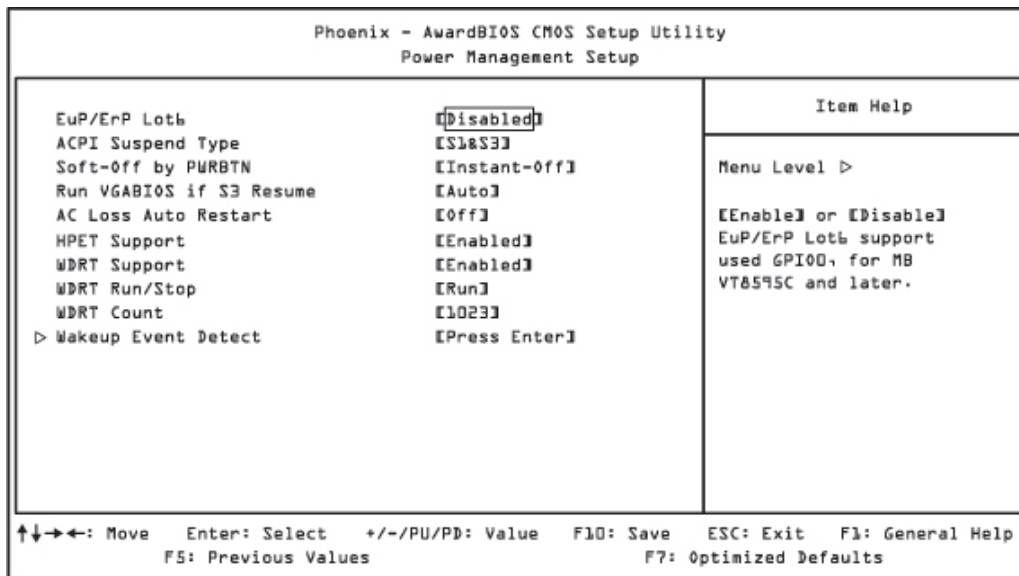 Phoenix - AwardBIOS CMOS Setup Utility
Power Management Setup
EuP/ErP Lot6 [Disabled]
ACPI Suspend Type [S1&S3]
Soft-Off by PWRBTN [Instant-Off]
Run VGABIOS if S3 Resume [Auto]
AC Loss Auto Restart [Off]
HPET Support [Enabled]
WDRT Support [Enabled]
WDRT Run/Stop [Run]
WDRT Count [1023]
▷ Wakeup Event Detect [Press Enter]
Item Help
Menu Level ▷
[Enable] or [Disable]
EuP/ErP Lot6 support
used GPIO0, for MB
VT8595C and later.
↑↓→←: Move Enter: Select +/-/PU/PD: Value F10: Save ESC: Exit F1: General Help
F5: Previous Values F7: Optimized Defaults